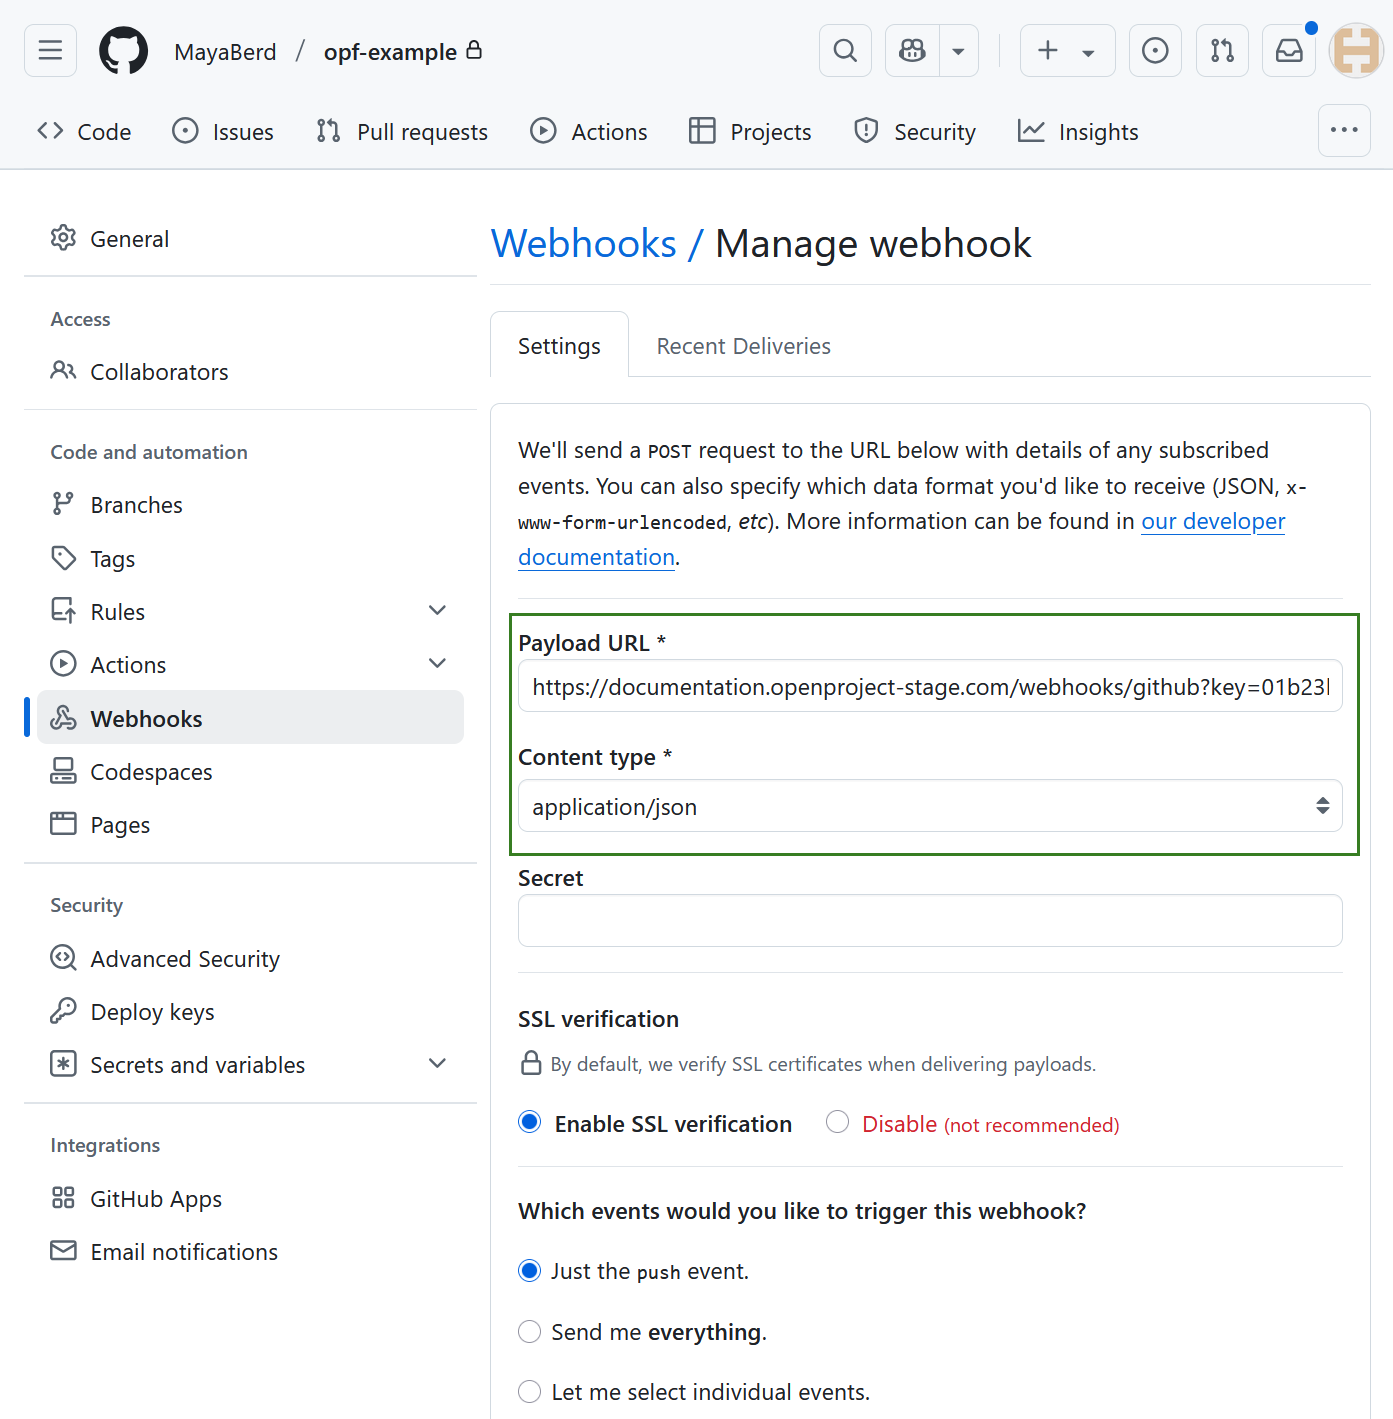 MayaBerd / opf-example
Code Issues Pull requests Actions Projects Security Insights
General
Access
Collaborators
Code and automation
Branches
Tags
Rules
Actions
Webhooks
Codespaces
Pages
Security
Advanced Security
Deploy keys
Secrets and variables
Integrations
GitHub Apps
Email notifications
Webhooks / Manage webhook
Settings Recent Deliveries
We'll send a POST request to the URL below with details of any subscribed
events. You can also specify which data format you'd like to receive (JSON, x-
www-form-urlencoded, etc). More information can be found in our developer
documentation.
Payload URL *
https://documentation.openproject-stage.com/webhooks/github?key=01b23
Content type *
application/json
Secret
SSL verification
By default, we verify SSL certificates when delivering payloads.
Enable SSL verification Disable (not recommended)
Which events would you like to trigger this webhook?
Just the push event.
Send me everything.
Let me select individual events.